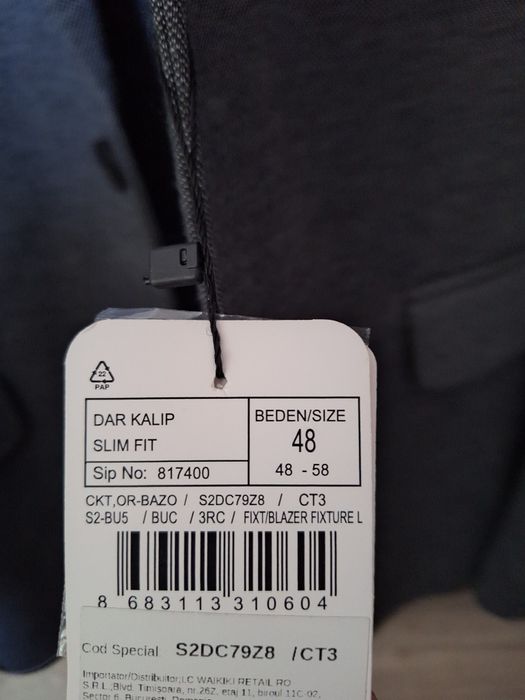 22
PAP
DAR KALIP
SLIM FIT
Sip No: 817400
BEDEN/SIZE
48
48 - 58
CKT,OR-BAZO / S2DC79Z8 / CT3
S2-BU5 / BUC / 3RC / FIXT/BLAZER FIXTURE L
8 683113 310604
Cod Special S2DC79Z8 /CT3
Importator/Distribuitor,LC WAIKIKI RETAIL RO
S.R.L.,Blvd. Timisoara, nr.26Z, etaj 11, biroul 11C-02,
Sector 6, Bucuresti,